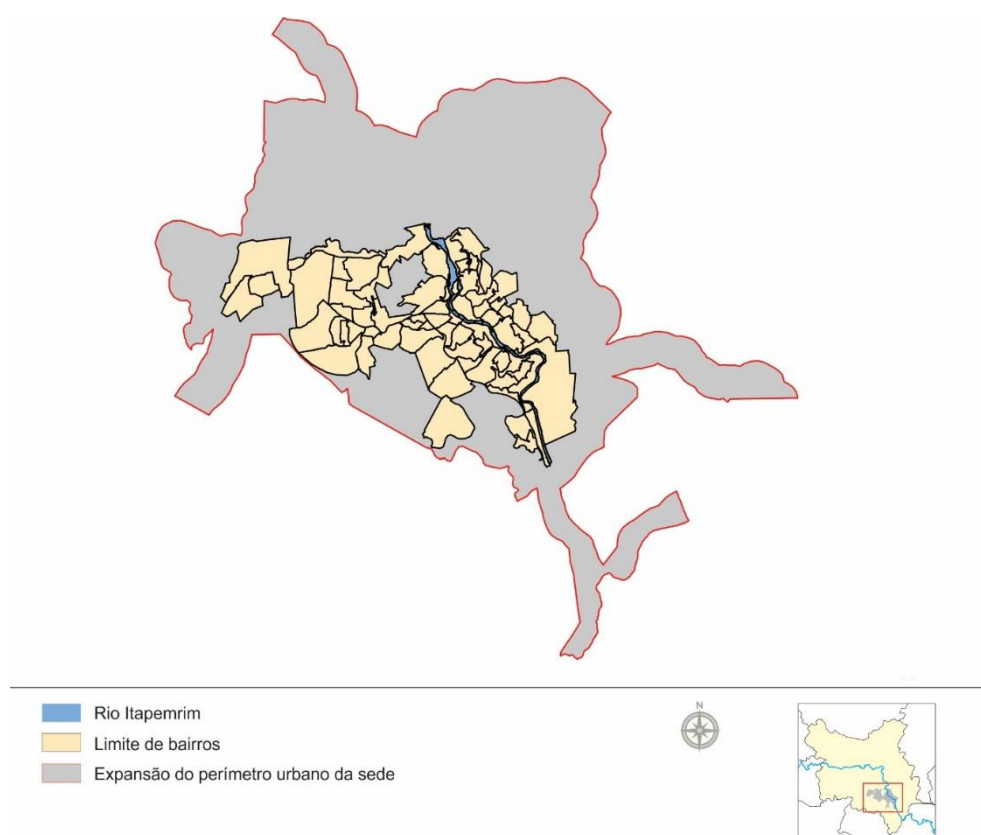 Rio Itapemrim
Limite de bairros
Expansão do perímetro urbano da sede
N